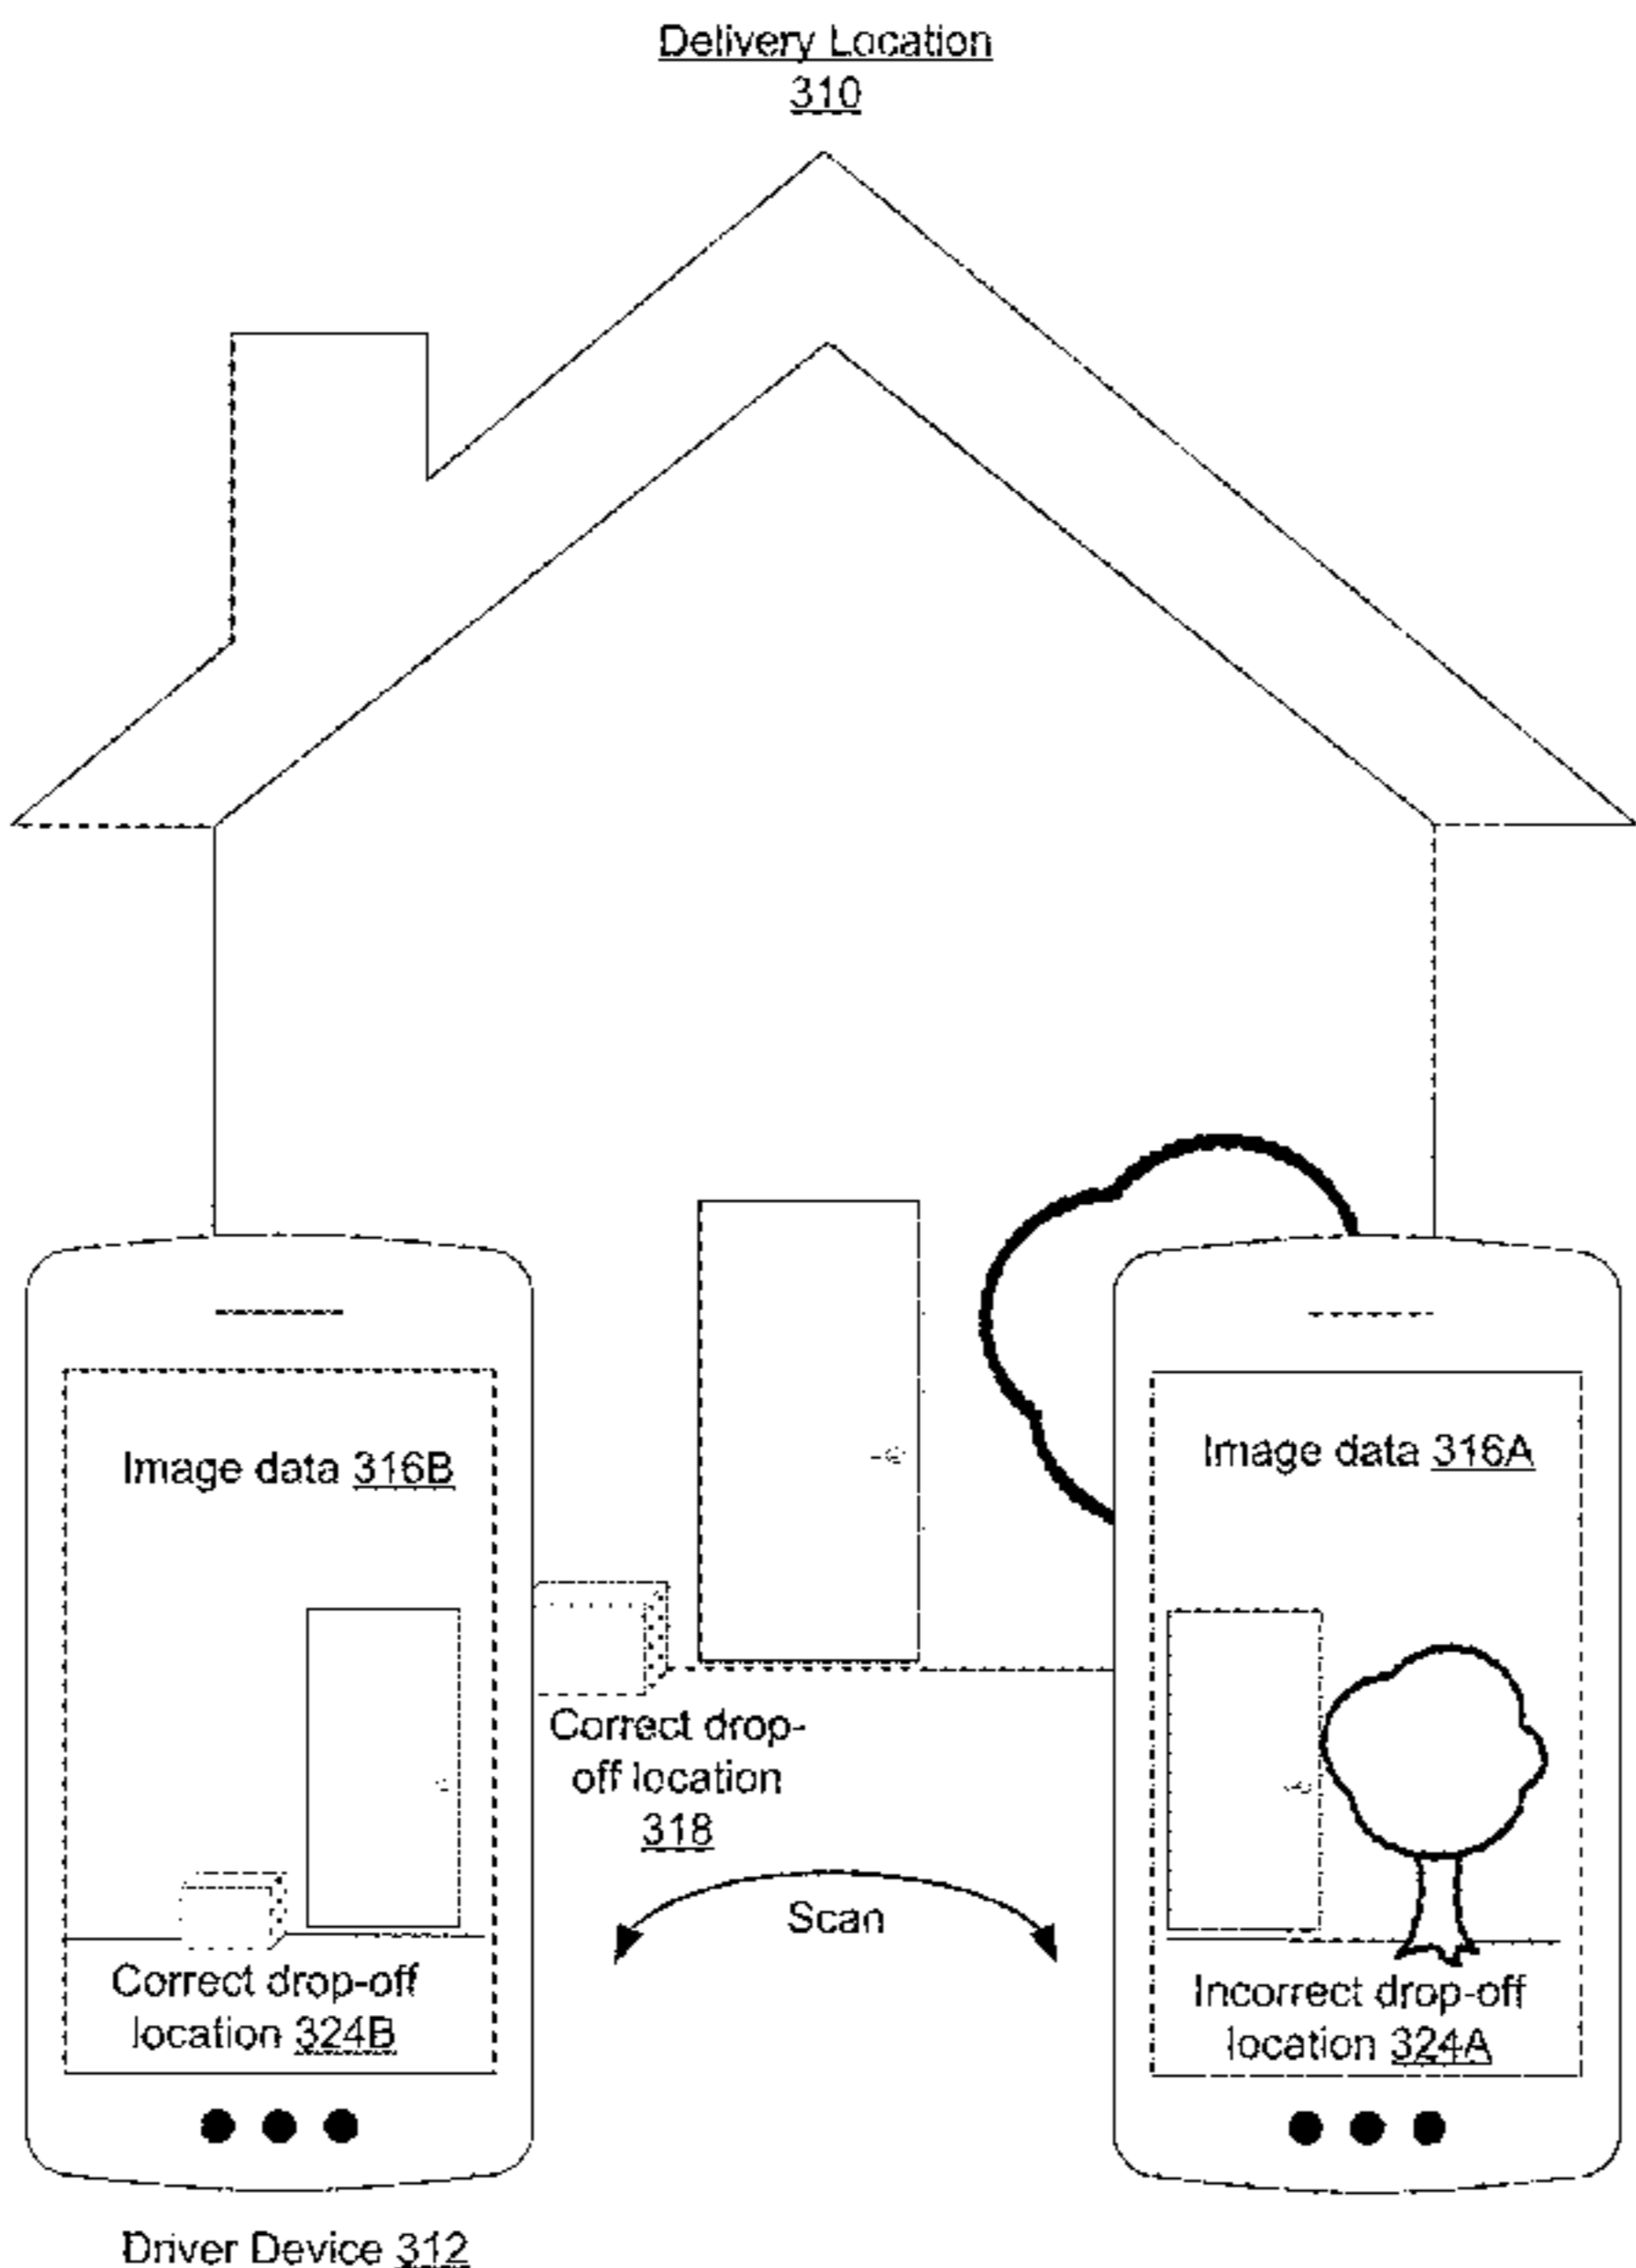 Delivery Location
310
Image data 316B
Image data 316A
Correct drop-
off location
318
Scan
Correct drop-off
location 324B
Incorrect drop-off
location 324A
Driver Device 312